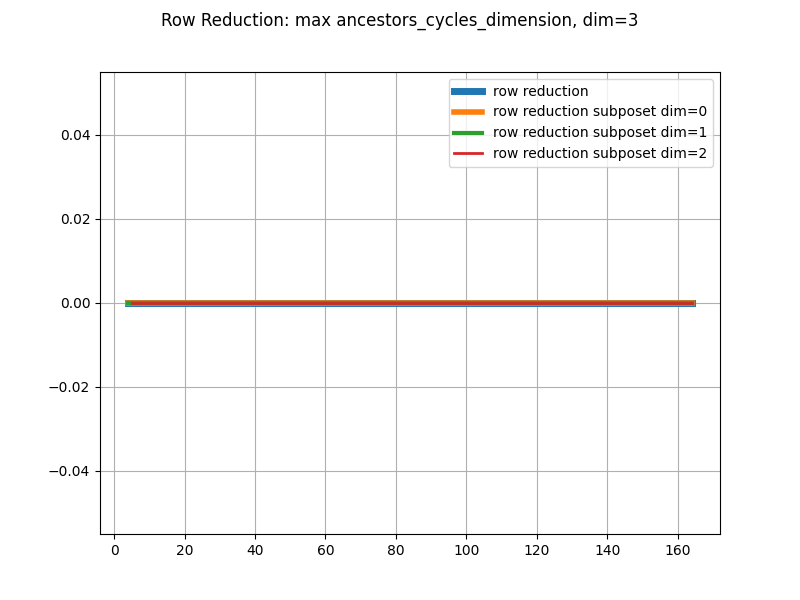 Row Reduction: max ancestors_cycles_dimension, dim=3
row reduction
row reduction subposet dim=0
row reduction subposet dim=1
row reduction subposet dim=2
0.04
0.02
0.00
−0.02
−0.04
0 20 40 60 80 100 120 140 160